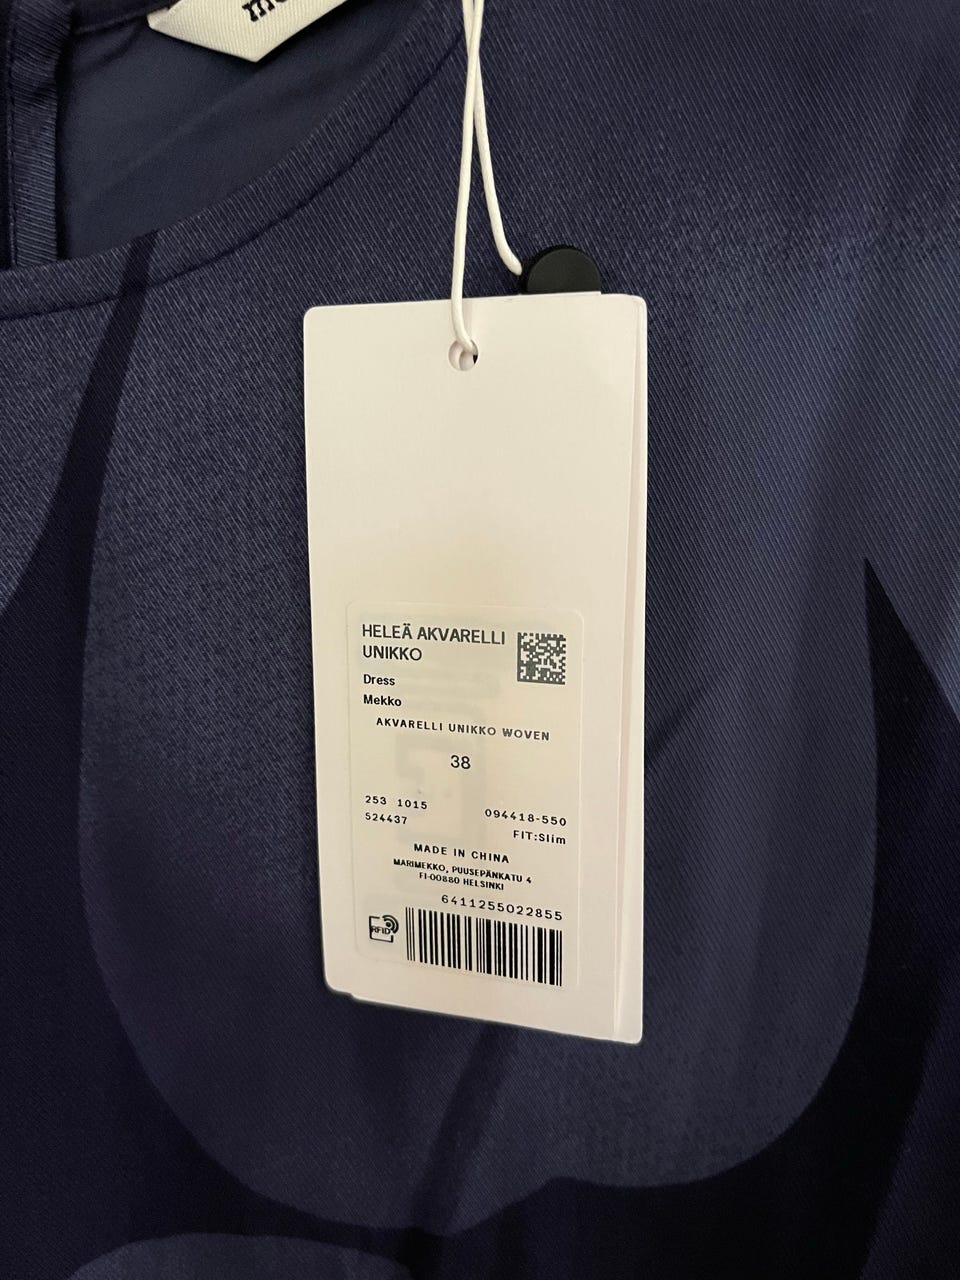 HELEÄ AKVARELLI
UNIKKO
Dress
Mekko
AKVARELLI UNIKKO WOVEN
38
253 1015
094418-550
524437
FIT:Slim
MADE IN CHINA
MARIMEKKO, PUUSEPÄNKATU 4
FI-00880 HELSINKI
6411255022855
RFID